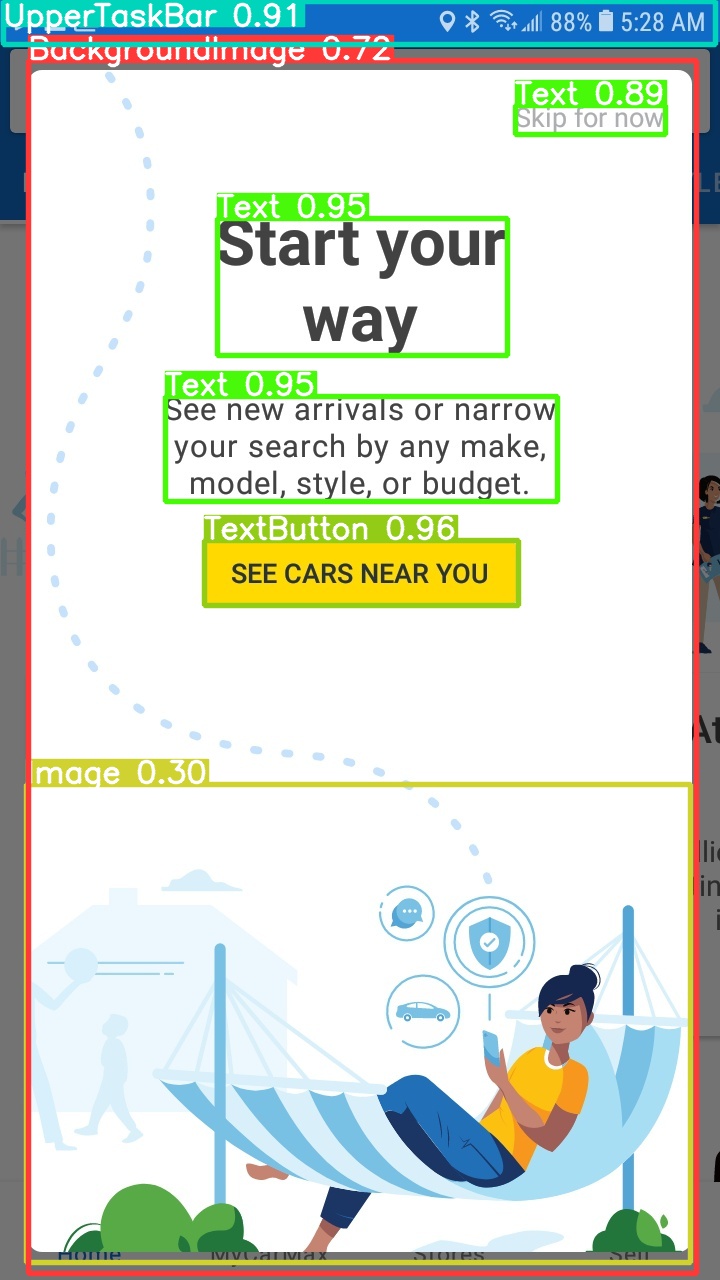 UpperTaskBar 0.91
88% 5:28 AM
BackgroundImage 0.72
Text 0.89
Skip for now
Text 0.95
Start your
way
Text 0.95
See new arrivals or narrow
your search by any make,
model, style, or budget.
TextButton 0.96
SEE CARS NEAR YOU
Image 0.30
Home MyCarMax Stores Sell